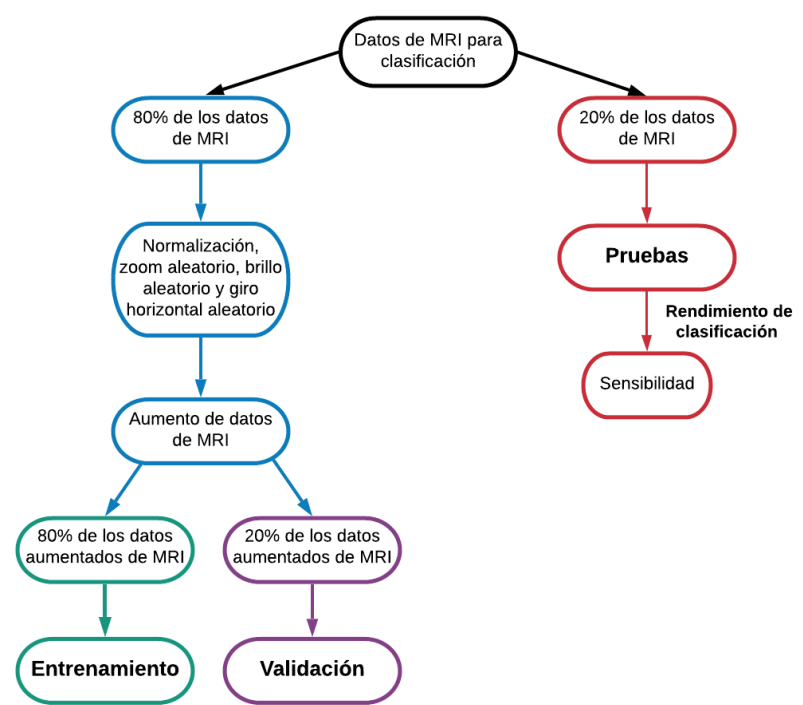 Datos de MRI para
clasificación
80% de los datos
de MRI
20% de los datos
de MRI
Normalización,
zoom aleatorio, brillo
aleatorio y giro
horizontal aleatorio
Pruebas
Rendimiento de
clasificación
Sensibilidad
Aumento de datos
de MRI
80% de los datos
aumentados de MRI
20% de los datos
aumentados de MRI
Entrenamiento
Validación